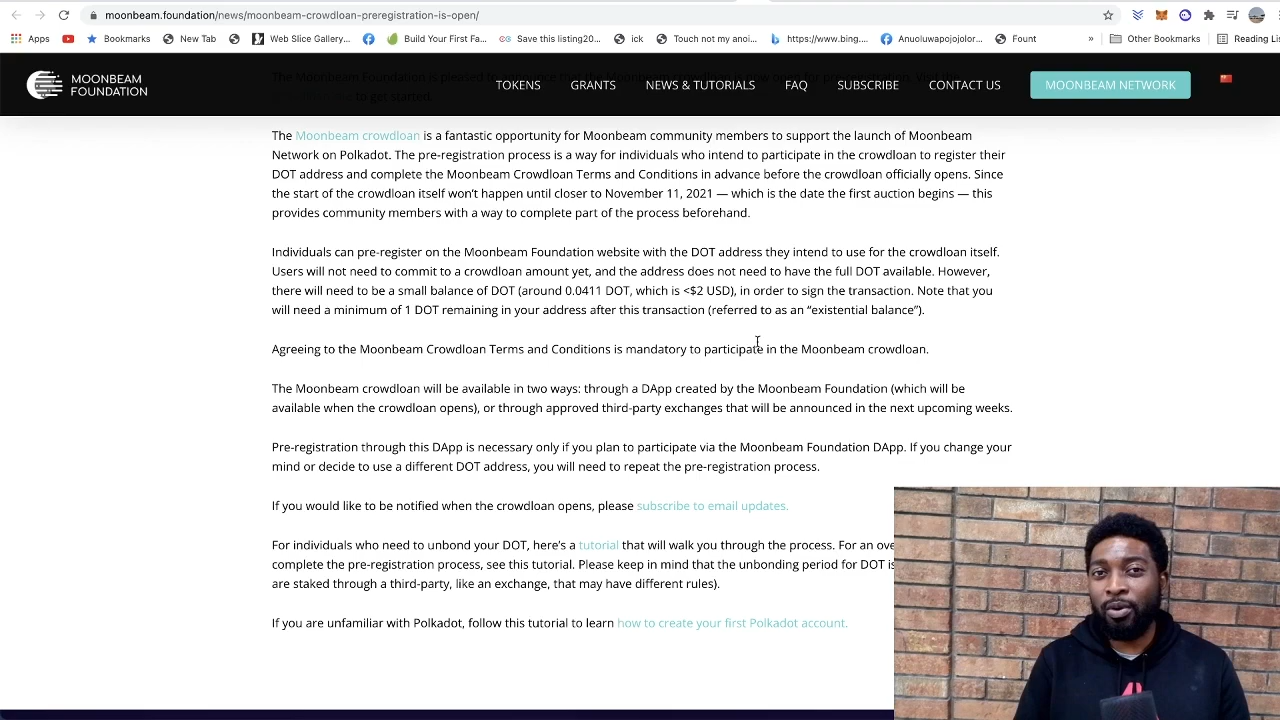 moonbeam.foundation/news/moonbeam-crowdloan-preregistration-is-open/
Apps
Bookmarks
New Tab
Web Slice Gallery...
Build Your First Fa...
Save this listing20...
ick
Touch not my anoi...
https://www.bing....
Anuoluwapojojolor...
Fount
»
Other Bookmarks
Reading Lis
MOONBEAM
FOUNDATION
TOKENS
GRANTS
NEWS & TUTORIALS
FAQ
SUBSCRIBE
CONTACT US
MOONBEAM NETWORK
to get started.
The Moonbeam crowdloan is a fantastic opportunity for Moonbeam community members to support the launch of Moonbeam
Network on Polkadot. The pre-registration process is a way for individuals who intend to participate in the crowdloan to register their
DOT address and complete the Moonbeam Crowdloan Terms and Conditions in advance before the crowdloan officially opens. Since
the start of the crowdloan itself won't happen until closer to November 11, 2021 — which is the date the first auction begins — this
provides community members with a way to complete part of the process beforehand.
Individuals can pre-register on the Moonbeam Foundation website with the DOT address they intend to use for the crowdloan itself.
Users will not need to commit to a crowdloan amount yet, and the address does not need to have the full DOT available. However,
there will need to be a small balance of DOT (around 0.0411 DOT, which is <$2 USD), in order to sign the transaction. Note that you
will need a minimum of 1 DOT remaining in your address after this transaction (referred to as an “existential balance”).
Agreeing to the Moonbeam Crowdloan Terms and Conditions is mandatory to participate in the Moonbeam crowdloan.
The Moonbeam crowdloan will be available in two ways: through a DApp created by the Moonbeam Foundation (which will be
available when the crowdloan opens), or through approved third-party exchanges that will be announced in the next upcoming weeks.
Pre-registration through this DApp is necessary only if you plan to participate via the Moonbeam Foundation DApp. If you change your
mind or decide to use a different DOT address, you will need to repeat the pre-registration process.
If you would like to be notified when the crowdloan opens, please subscribe to email updates.
For individuals who need to unbond your DOT, here's a tutorial that will walk you through the process. For an ove
complete the pre-registration process, see this tutorial. Please keep in mind that the unbonding period for DOT is
are staked through a third-party, like an exchange, that may have different rules).
If you are unfamiliar with Polkadot, follow this tutorial to learn how to create your first Polkadot account.